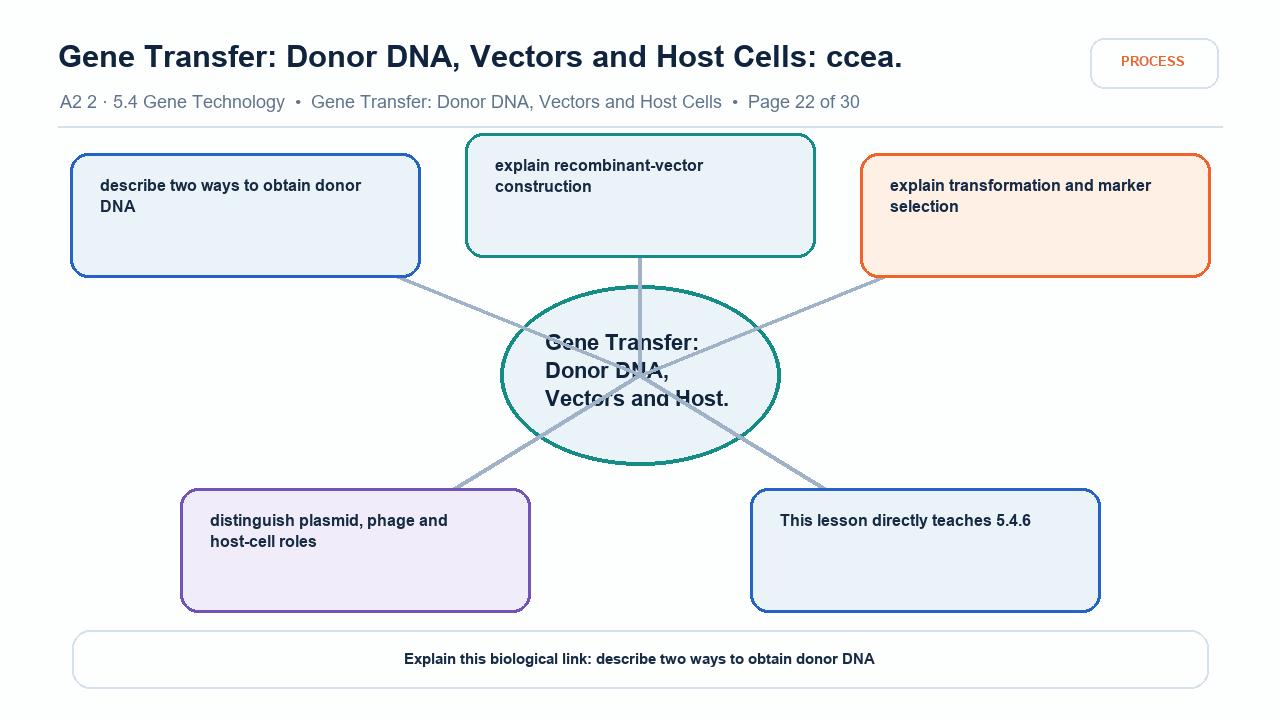 Gene Transfer: Donor DNA, Vectors and Host Cells: ccea.
PROCESS
A2 2 · 5.4 Gene Technology • Gene Transfer: Donor DNA, Vectors and Host Cells • Page 22 of 30
describe two ways to obtain donor
DNA
explain recombinant-vector
construction
explain transformation and marker
selection
Gene Transfer:
Donor DNA,
Vectors and Host.
distinguish plasmid, phage and
host-cell roles
This lesson directly teaches 5.4.6
Explain this biological link: describe two ways to obtain donor DNA